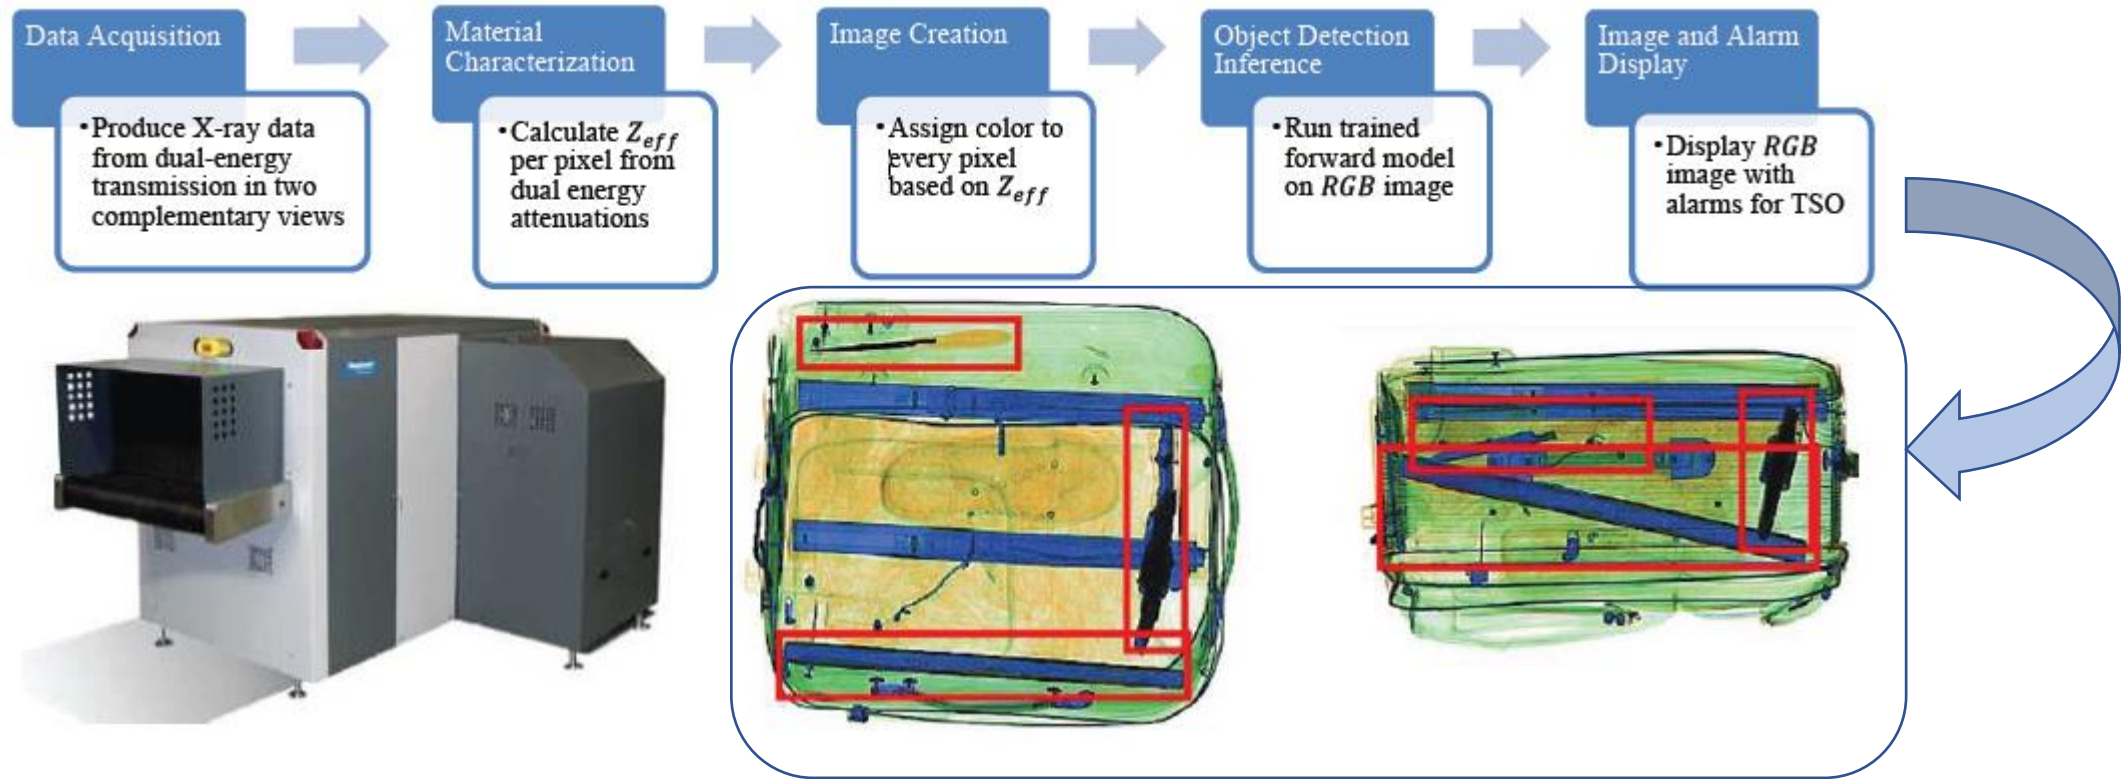 Data Acquisition
•Produce X-ray data
from dual-energy
transmission in two
complementary views
Material
Characterization
•Calculate Z_eff
per pixel from
dual energy
attenuations
Image Creation
•Assign color to
every pixel
based on Z_eff
Object Detection
Inference
•Run trained
forward model
on RGB image
Image and Alarm
Display
•Display RGB
image with
alarms for TSO